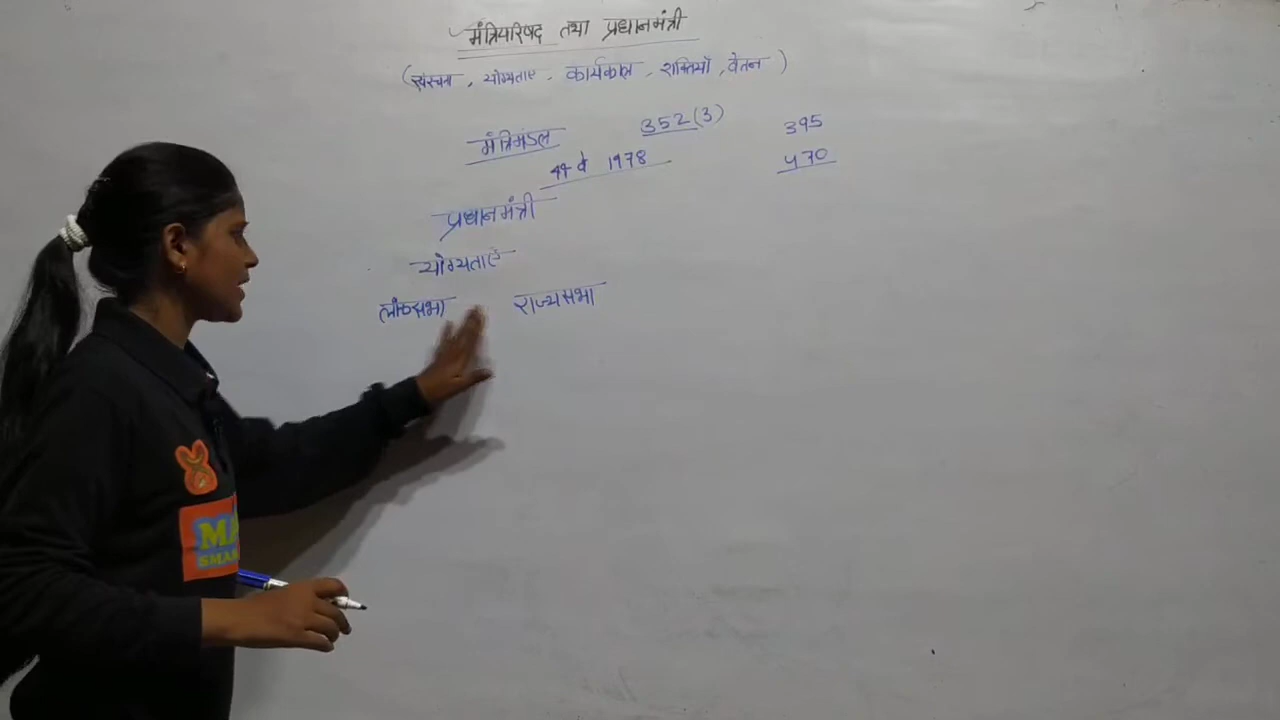 मंत्रिपरिषद तथा प्रधानमंत्री
(संरचना, योग्यताएं, कार्यकाल, शक्तियाँ, वेतन)
मंत्रिमंडल 352(3) 395
44 वे 1978 470
प्रधानमंत्री
योग्यताएँ
लोकसभा राज्यसभा